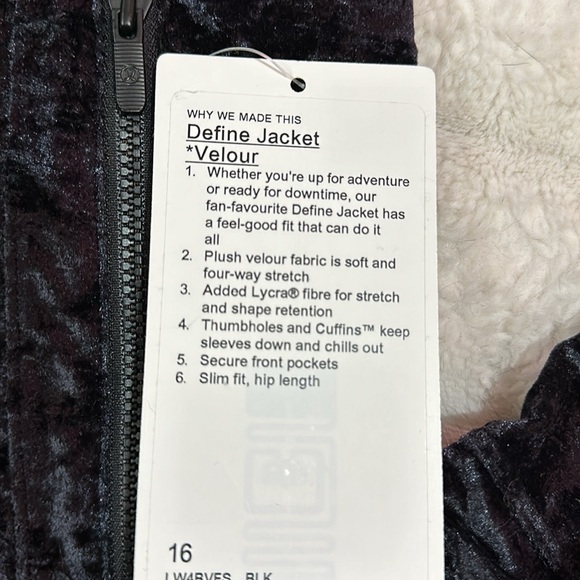 WHY WE MADE THIS
Define Jacket
*Velour
1. Whether you're up for adventure
or ready for downtime, our
fan-favourite Define Jacket has
a feel-good fit that can do it
all
2. Plush velour fabric is soft and
four-way stretch
3. Added Lycra® fibre for stretch
and shape retention
4. Thumbholes and Cuffins™ keep
sleeves down and chills out
5. Secure front pockets
6. Slim fit, hip length
16
LW4BVES BLK